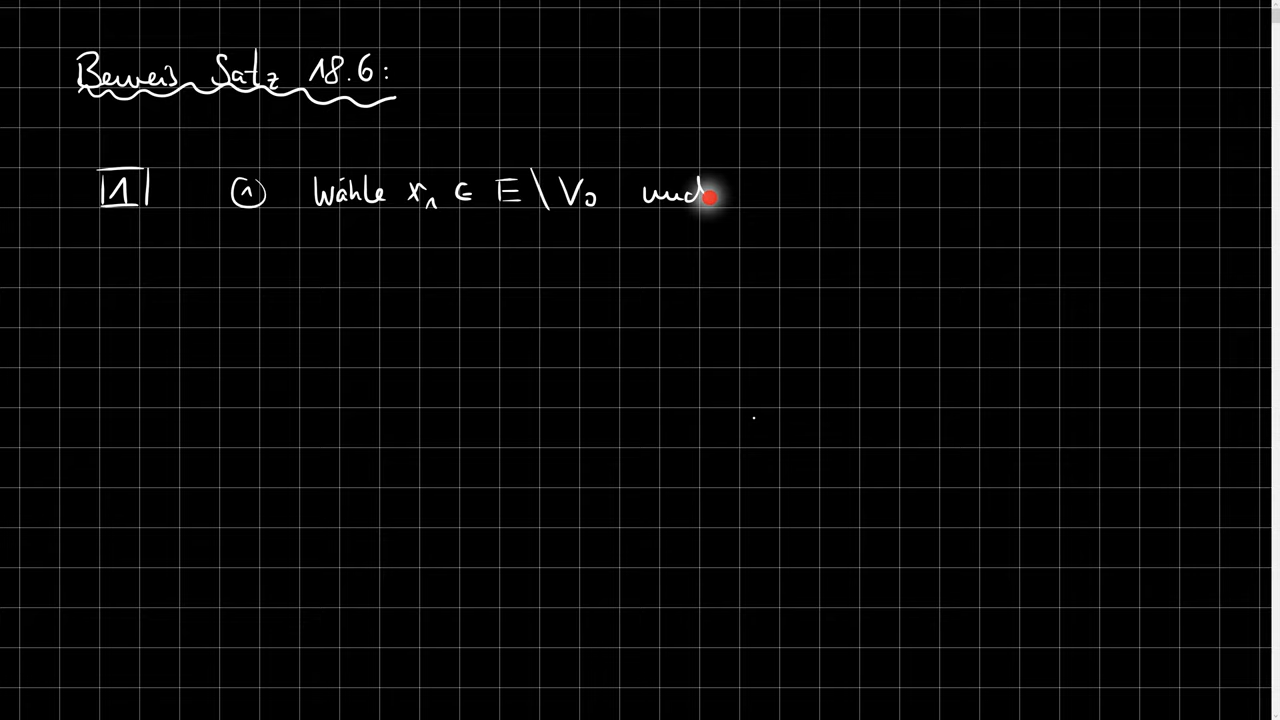 Beweis Satz 18.6:
1 ① Wähle x₁ ∈ E \ V₀ und